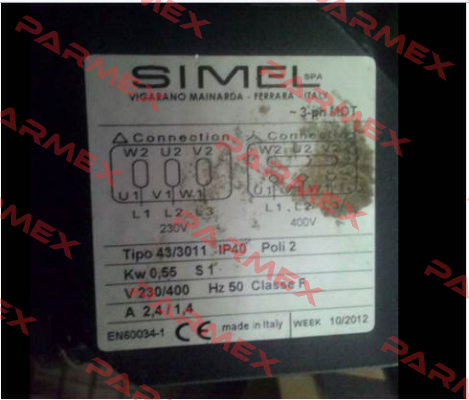 SIMEL SPA
VIGARANO MAINARDA - FERRARA - ITALY
~ 3-ph MOT
△ Connection Connection
W2 U2 V2 W2 U2 V2
U1 V1 W1 U1 V1
L1 L2 L3 L1 L2 L3
230V 400V
Tipo 43/3011 IP40 Poli 2
Kw 0,55 S1
V 230/400 Hz 50 Classe F
A 2,4 / 1,4
EN60034-1 CE made in Italy WEEK 10/2012
PARMEX
PARMEX
PARMEX
PARMEX
PARMEX
PARMEX